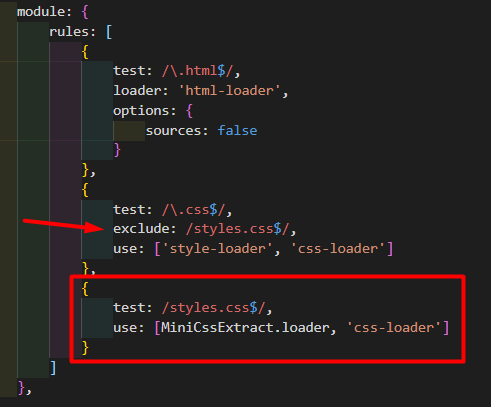 module: {
rules: [
{
test: /\.html$/,
loader: 'html-loader',
options: {
sources: false
}
},
{
test: /\.css$/,
exclude: /styles.css$/,
use: ['style-loader', 'css-loader']
},
{
test: /styles.css$/,
use: [MiniCssExtract.loader, 'css-loader']
}
]
},